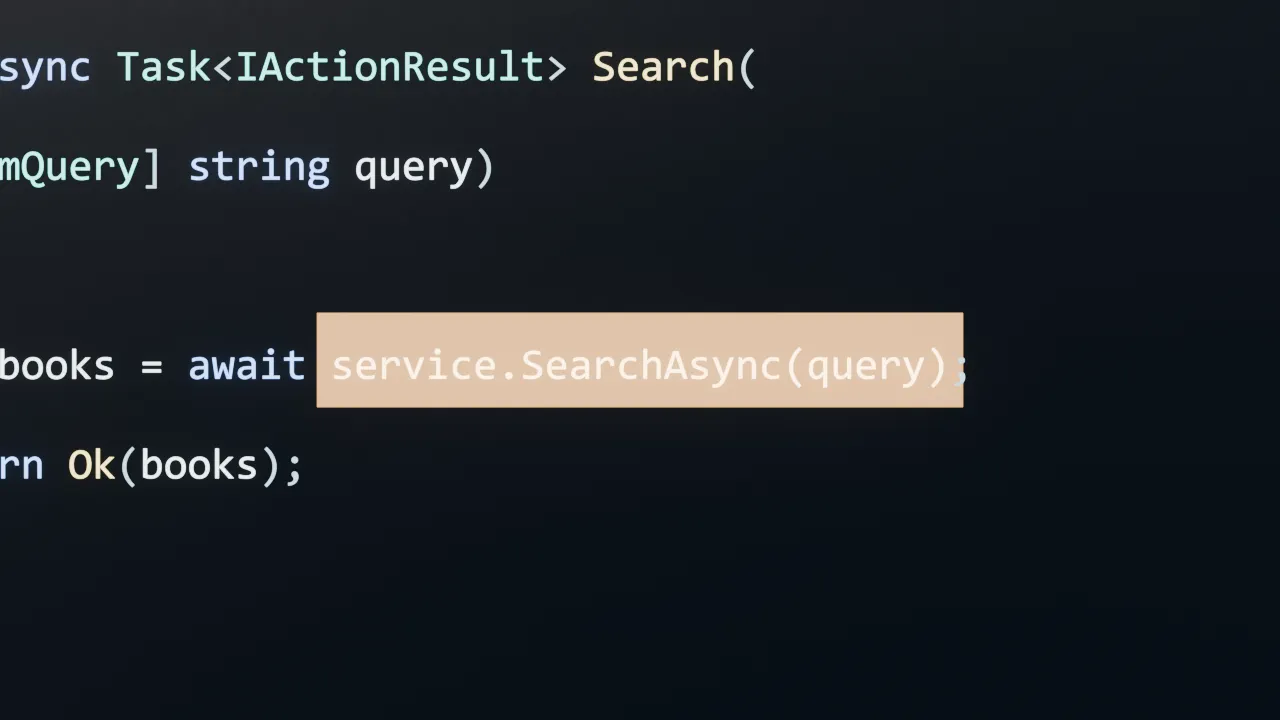 sync Task<IActionResult> Search(
mQuery] string query)
books = await service.SearchAsync(query);
rn Ok(books);